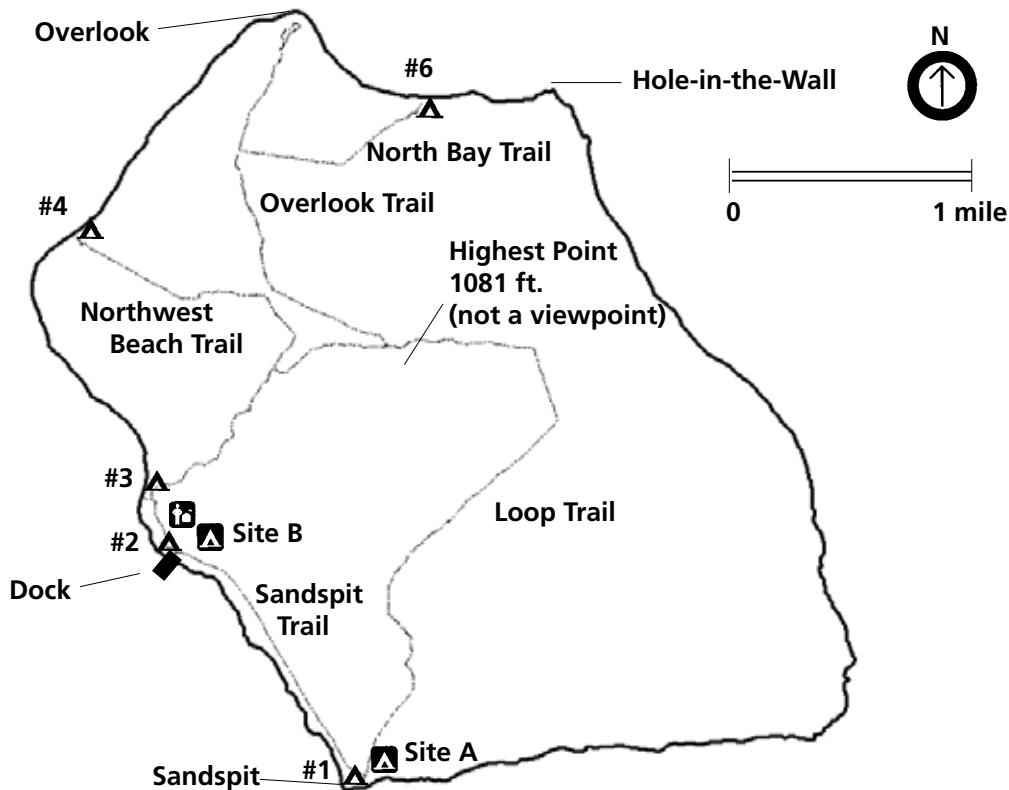 Overlook
#6
Hole-in-the-Wall
N
North Bay Trail
0
1 mile
#4
Overlook Trail
Highest Point
1081 ft.
(not a viewpoint)
Northwest
Beach Trail
#3
Loop Trail
#2
Site B
Dock
Sandspit
Trail
Site A
Sandspit
#1